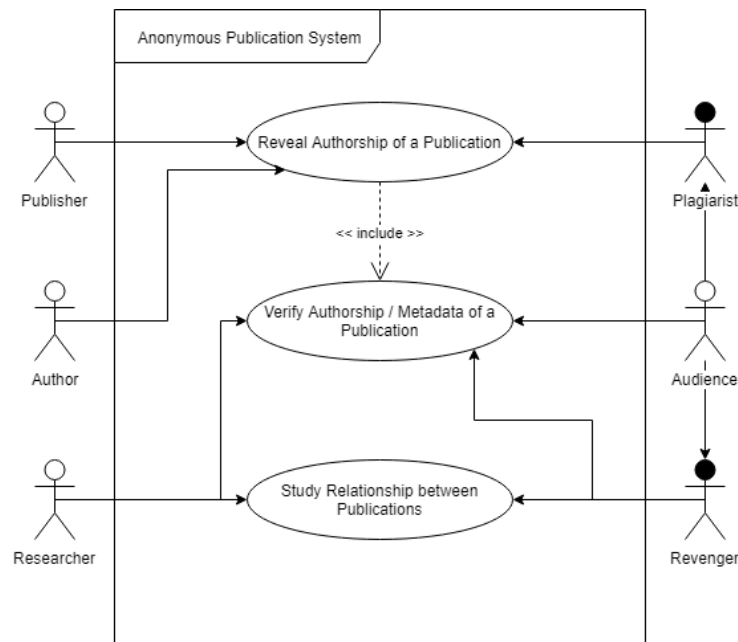 Anonymous Publication System
Reveal Authorship of a Publication
Publisher
Plagiarist
<< include >>
Verify Authorship / Metadata of a
Publication
Author
Audience
Study Relationship between
Publications
Researcher
Revenger